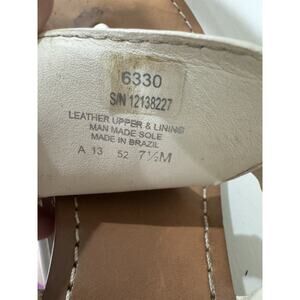 6330
S/N 12138227
LEATHER UPPER & LINING
MAN MADE SOLE
MADE IN BRAZIL
A 13 52 7½M